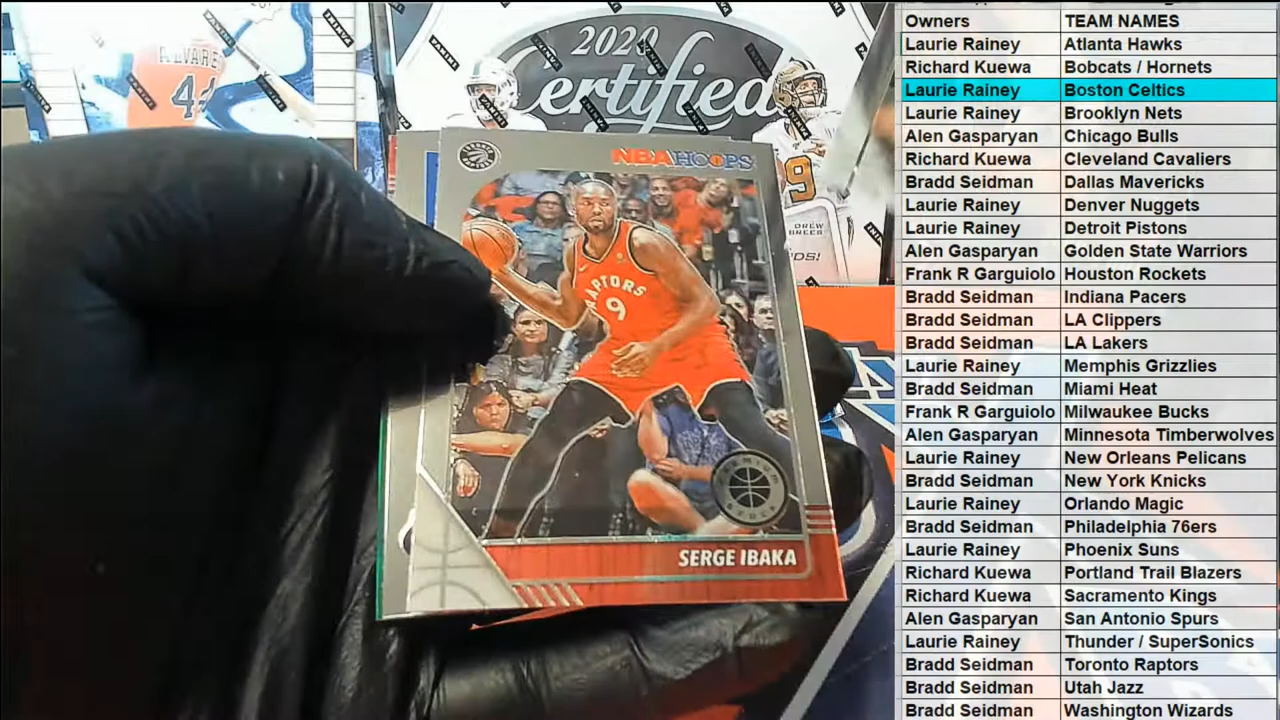 ALVARE
44
2020
Certified
PANINI
9
DREW
BREES
NBA HOOPS
RAPTORS
9
PREMIUM
STOCK
SERGE IBAKA
Owners TEAM NAMES
Laurie Rainey Atlanta Hawks
Richard Kuewa Bobcats / Hornets
Laurie Rainey Boston Celtics
Laurie Rainey Brooklyn Nets
Alen Gasparyan Chicago Bulls
Richard Kuewa Cleveland Cavaliers
Bradd Seidman Dallas Mavericks
Laurie Rainey Denver Nuggets
Laurie Rainey Detroit Pistons
Alen Gasparyan Golden State Warriors
Frank R Garguiolo Houston Rockets
Bradd Seidman Indiana Pacers
Bradd Seidman LA Clippers
Bradd Seidman LA Lakers
Laurie Rainey Memphis Grizzlies
Bradd Seidman Miami Heat
Frank R Garguiolo Milwaukee Bucks
Alen Gasparyan Minnesota Timberwolves
Laurie Rainey New Orleans Pelicans
Bradd Seidman New York Knicks
Laurie Rainey Orlando Magic
Bradd Seidman Philadelphia 76ers
Laurie Rainey Phoenix Suns
Richard Kuewa Portland Trail Blazers
Richard Kuewa Sacramento Kings
Alen Gasparyan San Antonio Spurs
Laurie Rainey Thunder / SuperSonics
Bradd Seidman Toronto Raptors
Bradd Seidman Utah Jazz
Bradd Seidman Washington Wizards